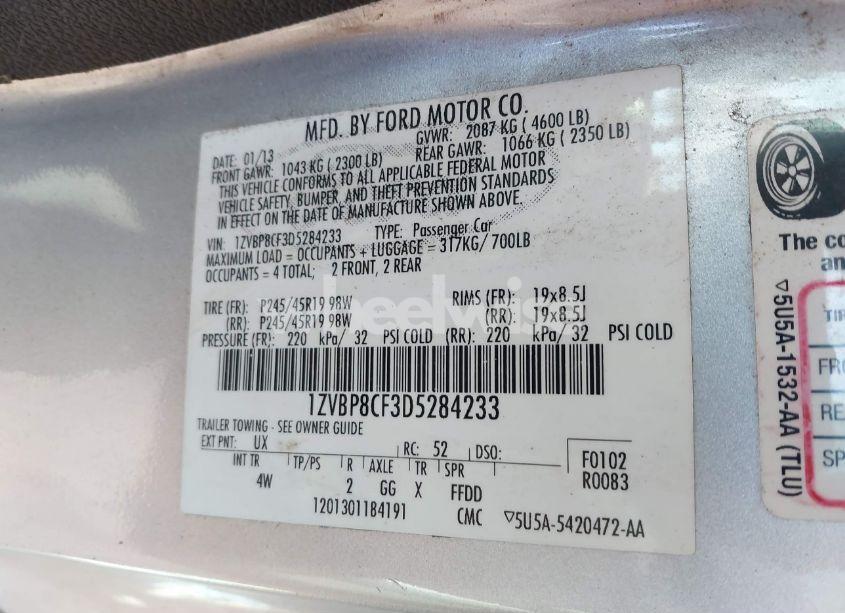 MFD. BY FORD MOTOR CO.
DATE: 01/13 GVWR: 2087 KG ( 4600 LB)
FRONT GAWR: 1043 KG ( 2300 LB) REAR GAWR: 1066 KG ( 2350 LB)
THIS VEHICLE CONFORMS TO ALL APPLICABLE FEDERAL MOTOR
VEHICLE SAFETY, BUMPER, AND THEFT PREVENTION STANDARDS
IN EFFECT ON THE DATE OF MANUFACTURE SHOWN ABOVE.
VIN: 1ZVBP8CF3D5284233 TYPE: Passenger Car
MAXIMUM LOAD = OCCUPANTS + LUGGAGE = 317KG/ 700LB
OCCUPANTS = 4 TOTAL; 2 FRONT, 2 REAR
TIRE (FR): P245/45R19 98W RIMS (FR): 19x8.5J
(RR): P245/45R19 98W (RR): 19x8.5J
PRESSURE (FR): 220 kPa/ 32 PSI COLD (RR): 220 kPa/ 32 PSI COLD
1ZVBP8CF3D5284233
TRAILER TOWING - SEE OWNER GUIDE
EXT PNT: UX RC: 52 DSO: F0102
INT TR TP/PS R AXLE TR SPR R0083
4W 2 GG X FFDD
1201301184191 CMC ▽5U5A-5420472-AA
▽5U5A-1532-AA (TLU)
The co
an
TIR
FRO
RE
SP